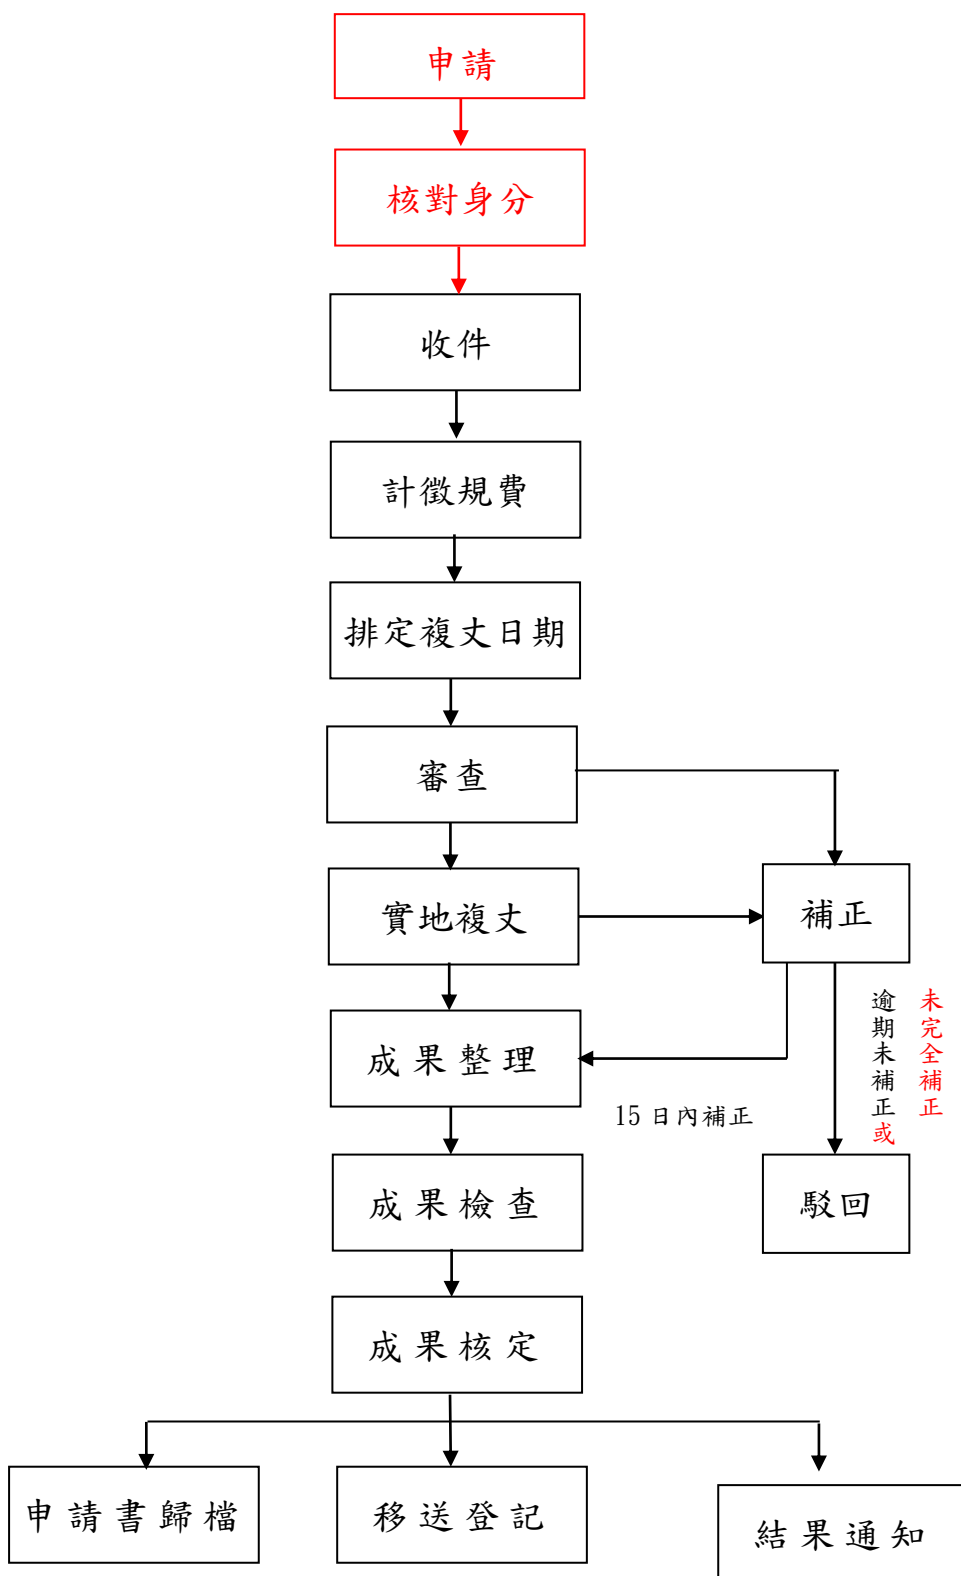 申請
核對身分
收件
計徵規費
排定複丈日期
審查
實地複丈
補正
成果整理
15 日內補正
逾期未補正或
未完全補正
成果檢查
駁回
成果核定
申請書歸檔
移送登記
結果通知